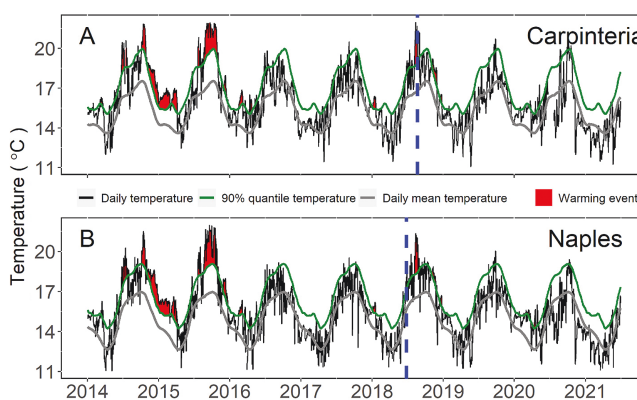 A
Carpinteria
20
17
14
11
Temperature ( °C)
Daily temperature 90% quantile temperature Daily mean temperature Warming event
B
Naples
20
17
14
11
2014 2015 2016 2017 2018 2019 2020 2021